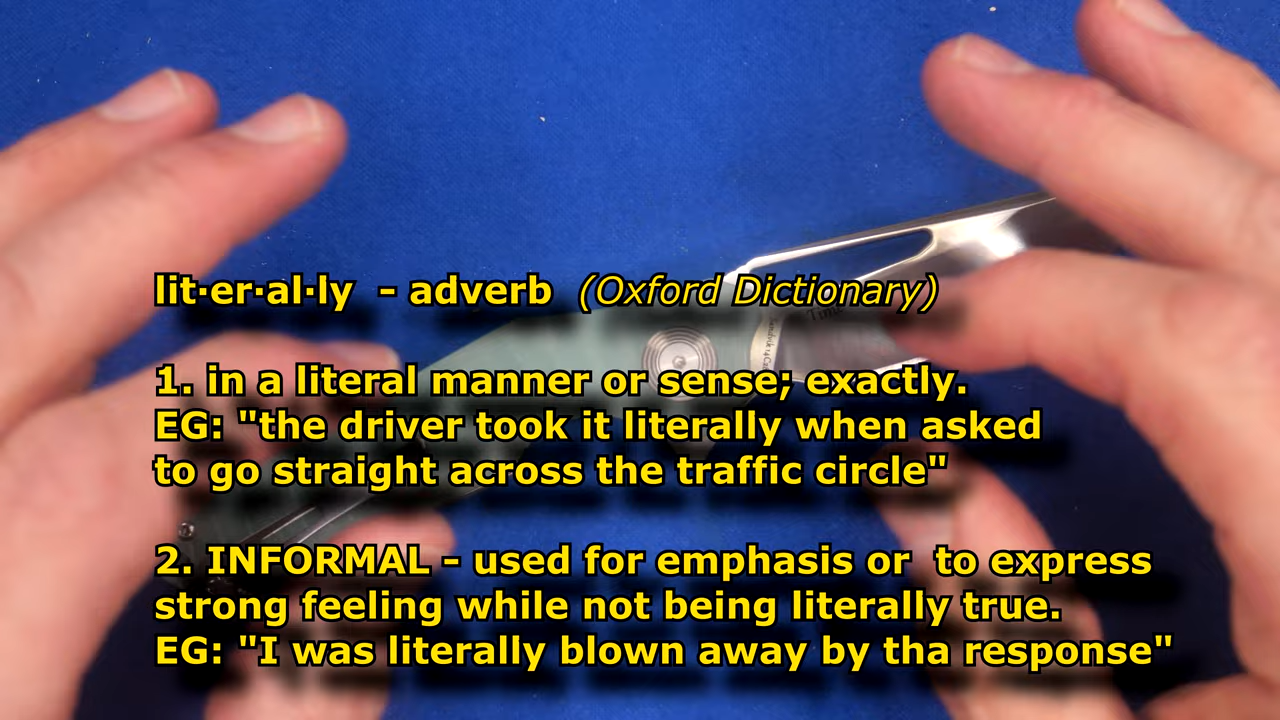 lit·er·al·ly - adverb (Oxford Dictionary)
1. in a literal manner or sense; exactly.
EG: "the driver took it literally when asked
to go straight across the traffic circle"
2. INFORMAL - used for emphasis or to express
strong feeling while not being literally true.
EG: "I was literally blown away by tha response"